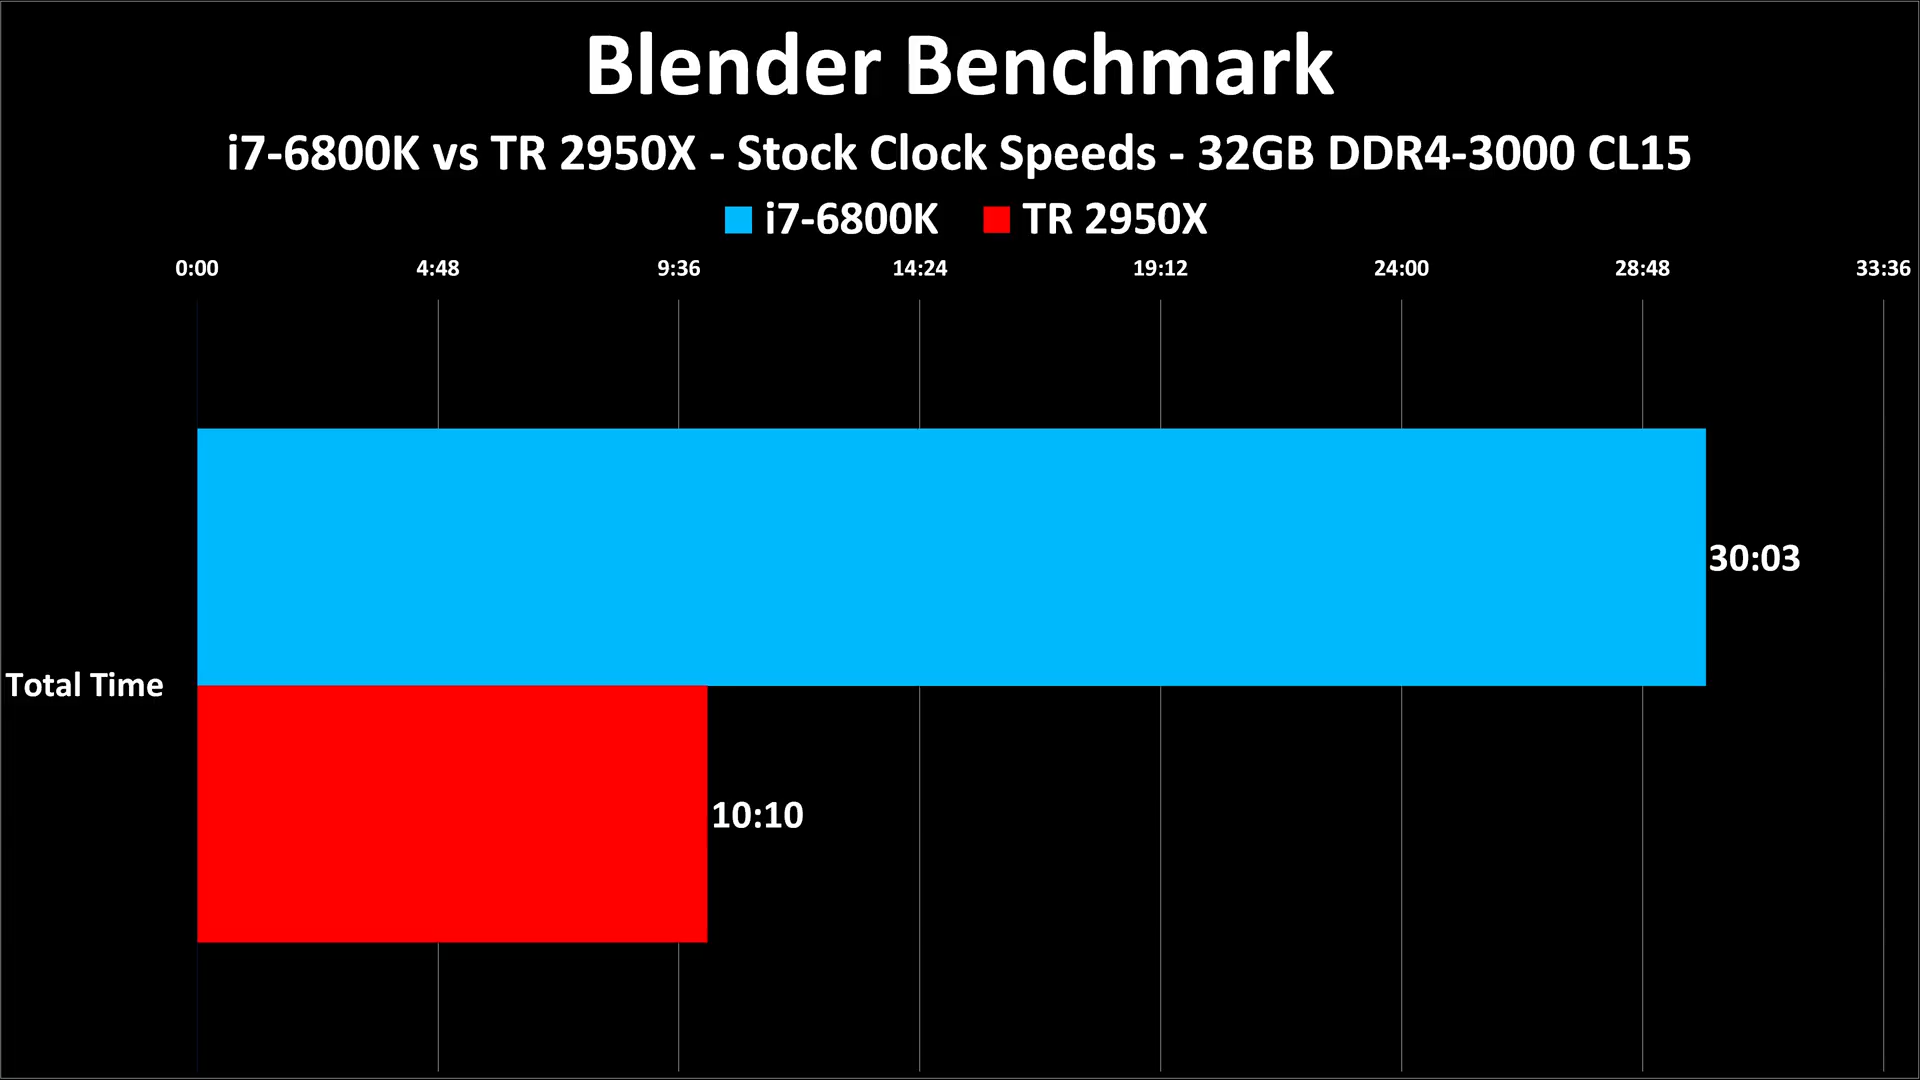 Blender Benchmark
i7-6800K vs TR 2950X - Stock Clock Speeds - 32GB DDR4-3000 CL15
i7-6800K TR 2950X
0:00 4:48 9:36 14:24 19:12 24:00 28:48 33:36
30:03
Total Time
10:10